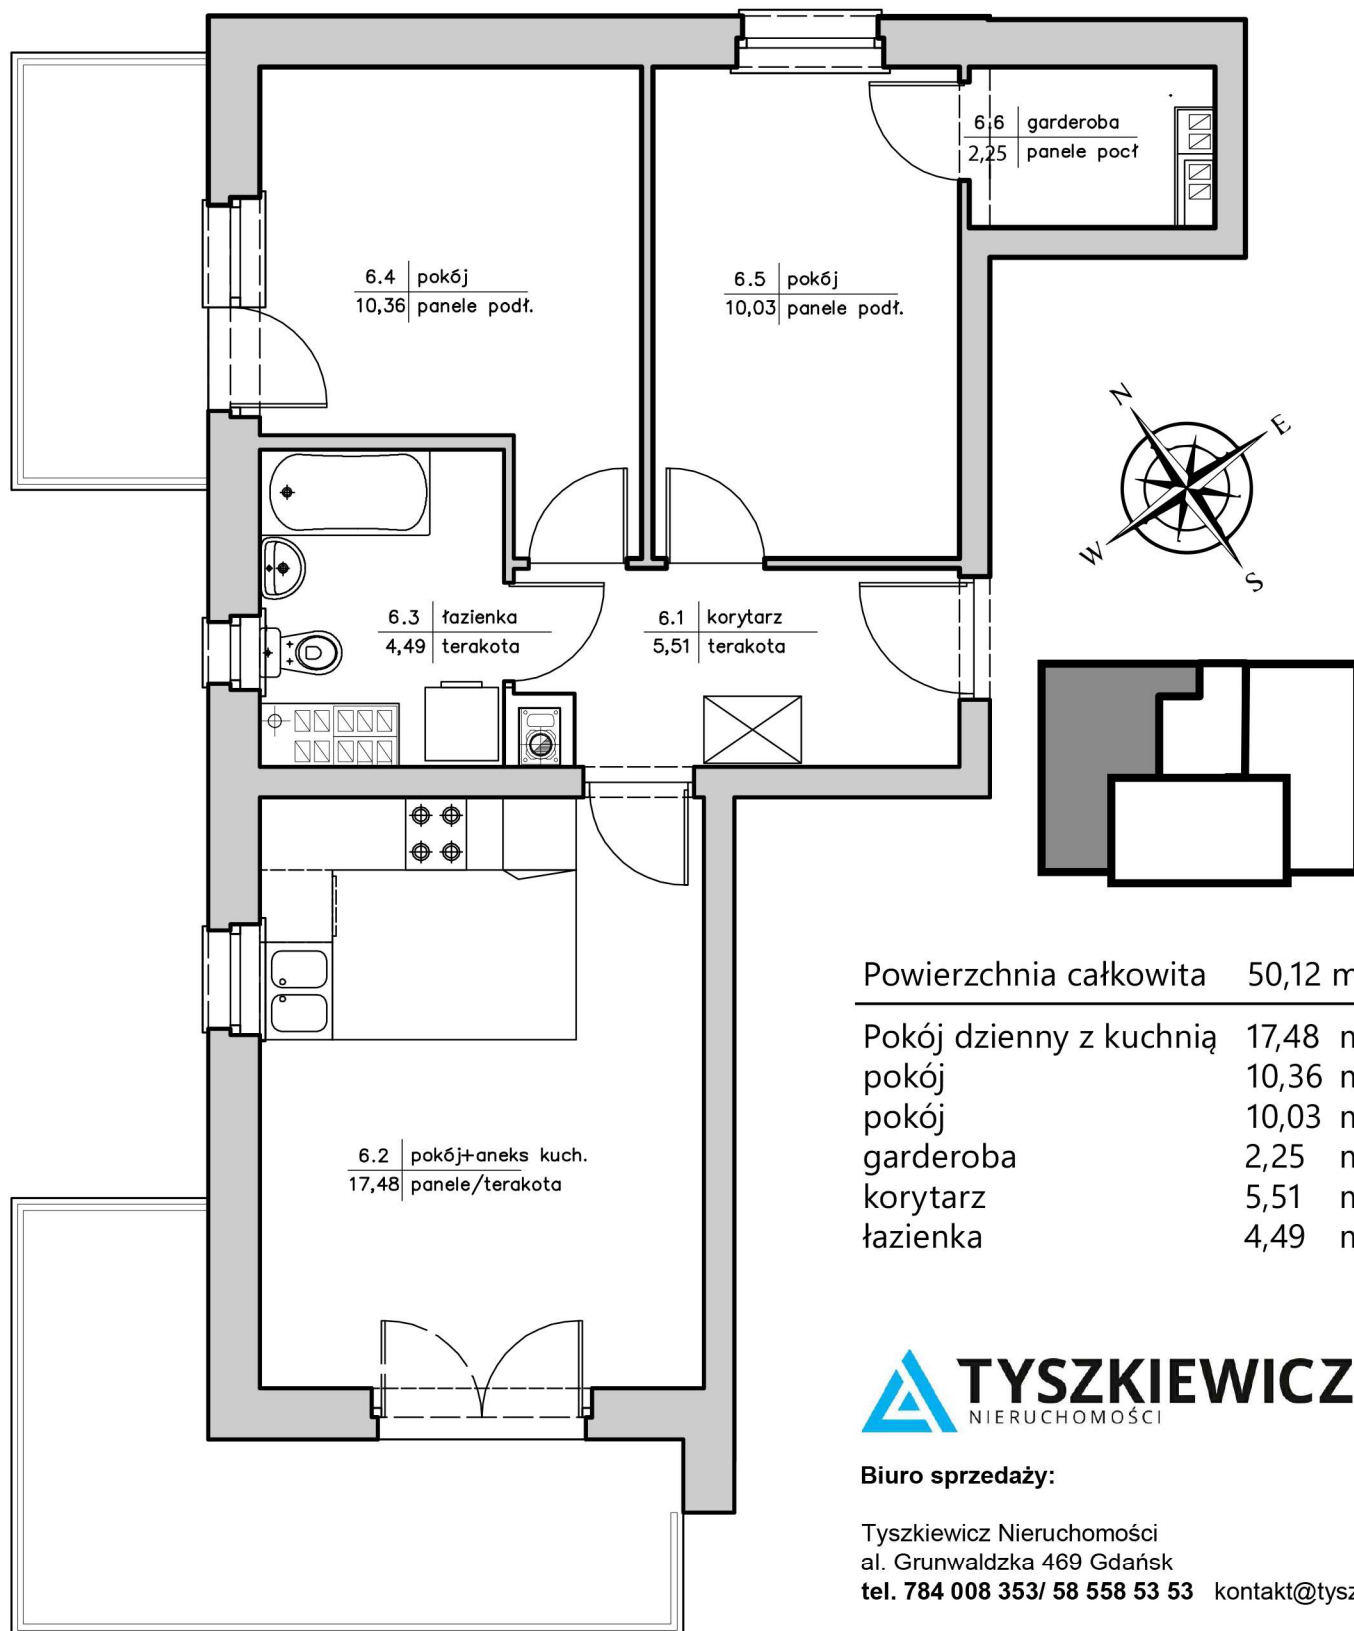 6.6 garderoba
2,25 panele pocł
6.4 pokój
10,36 panele podł.
6.5 pokój
10,03 panele podł.
N
E
W
S
6.3 łazienka
4,49 terakota
6.1 korytarz
5,51 terakota
Powierzchnia całkowita 50,12 m
Pokój dzienny z kuchnią 17,48
pokój 10,36
pokój 10,03
garderoba 2,25
korytarz 5,51
łazienka 4,49
6.2 pokój+aneks kuch.
17,48 panele/terakota
TYSZKIEWICZ
NIERUCHOMOŚCI
Biuro sprzedaży:
Tyszkiewicz Nieruchomości
al. Grunwaldzka 469 Gdańsk
tel. 784 008 353/ 58 558 53 53 kontakt@tysz